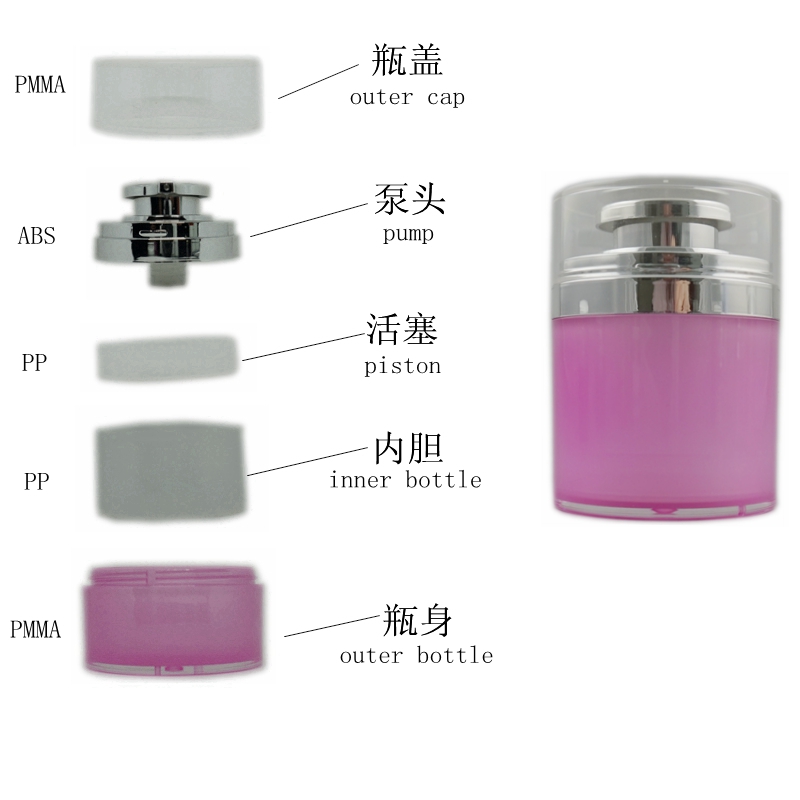 PMMA
瓶盖
outer cap
ABS
泵头
pump
PP
活塞
piston
PP
内胆
inner bottle
PMMA
瓶身
outer bottle